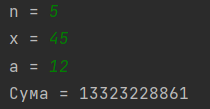 n = 5
x = 45
a = 12
Сума = 13323228861